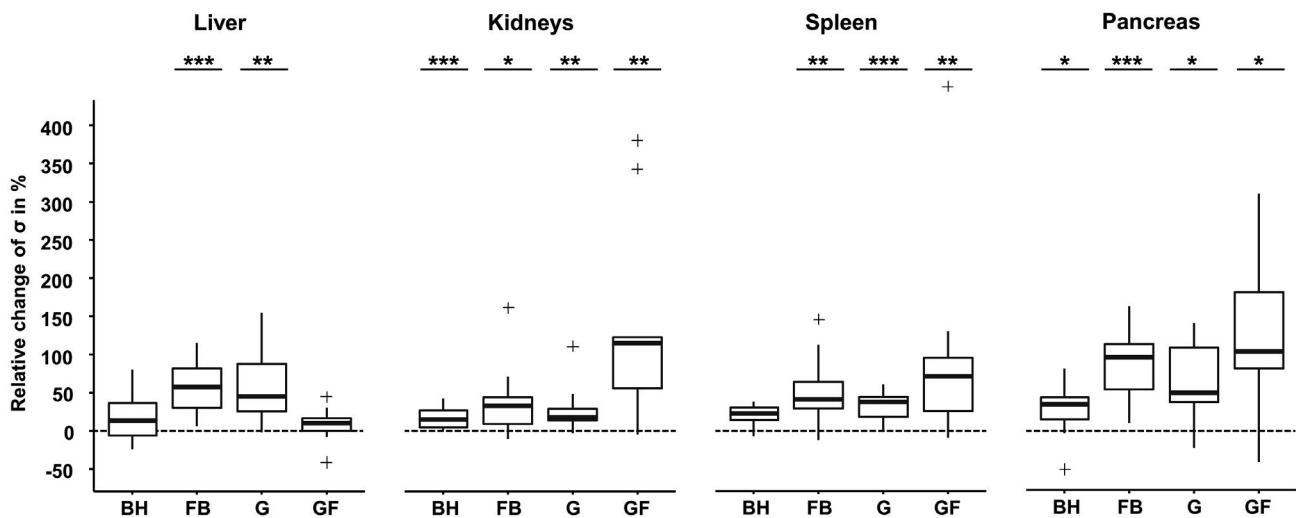 Liver Kidneys Spleen Pancreas
*** ** *** * ** ** ** *** ** * *** * *
Relative change of σ in %
400
350
300
250
200
150
100
50
0
-50
BH FB G GF BH FB G GF BH FB G GF BH FB G GF